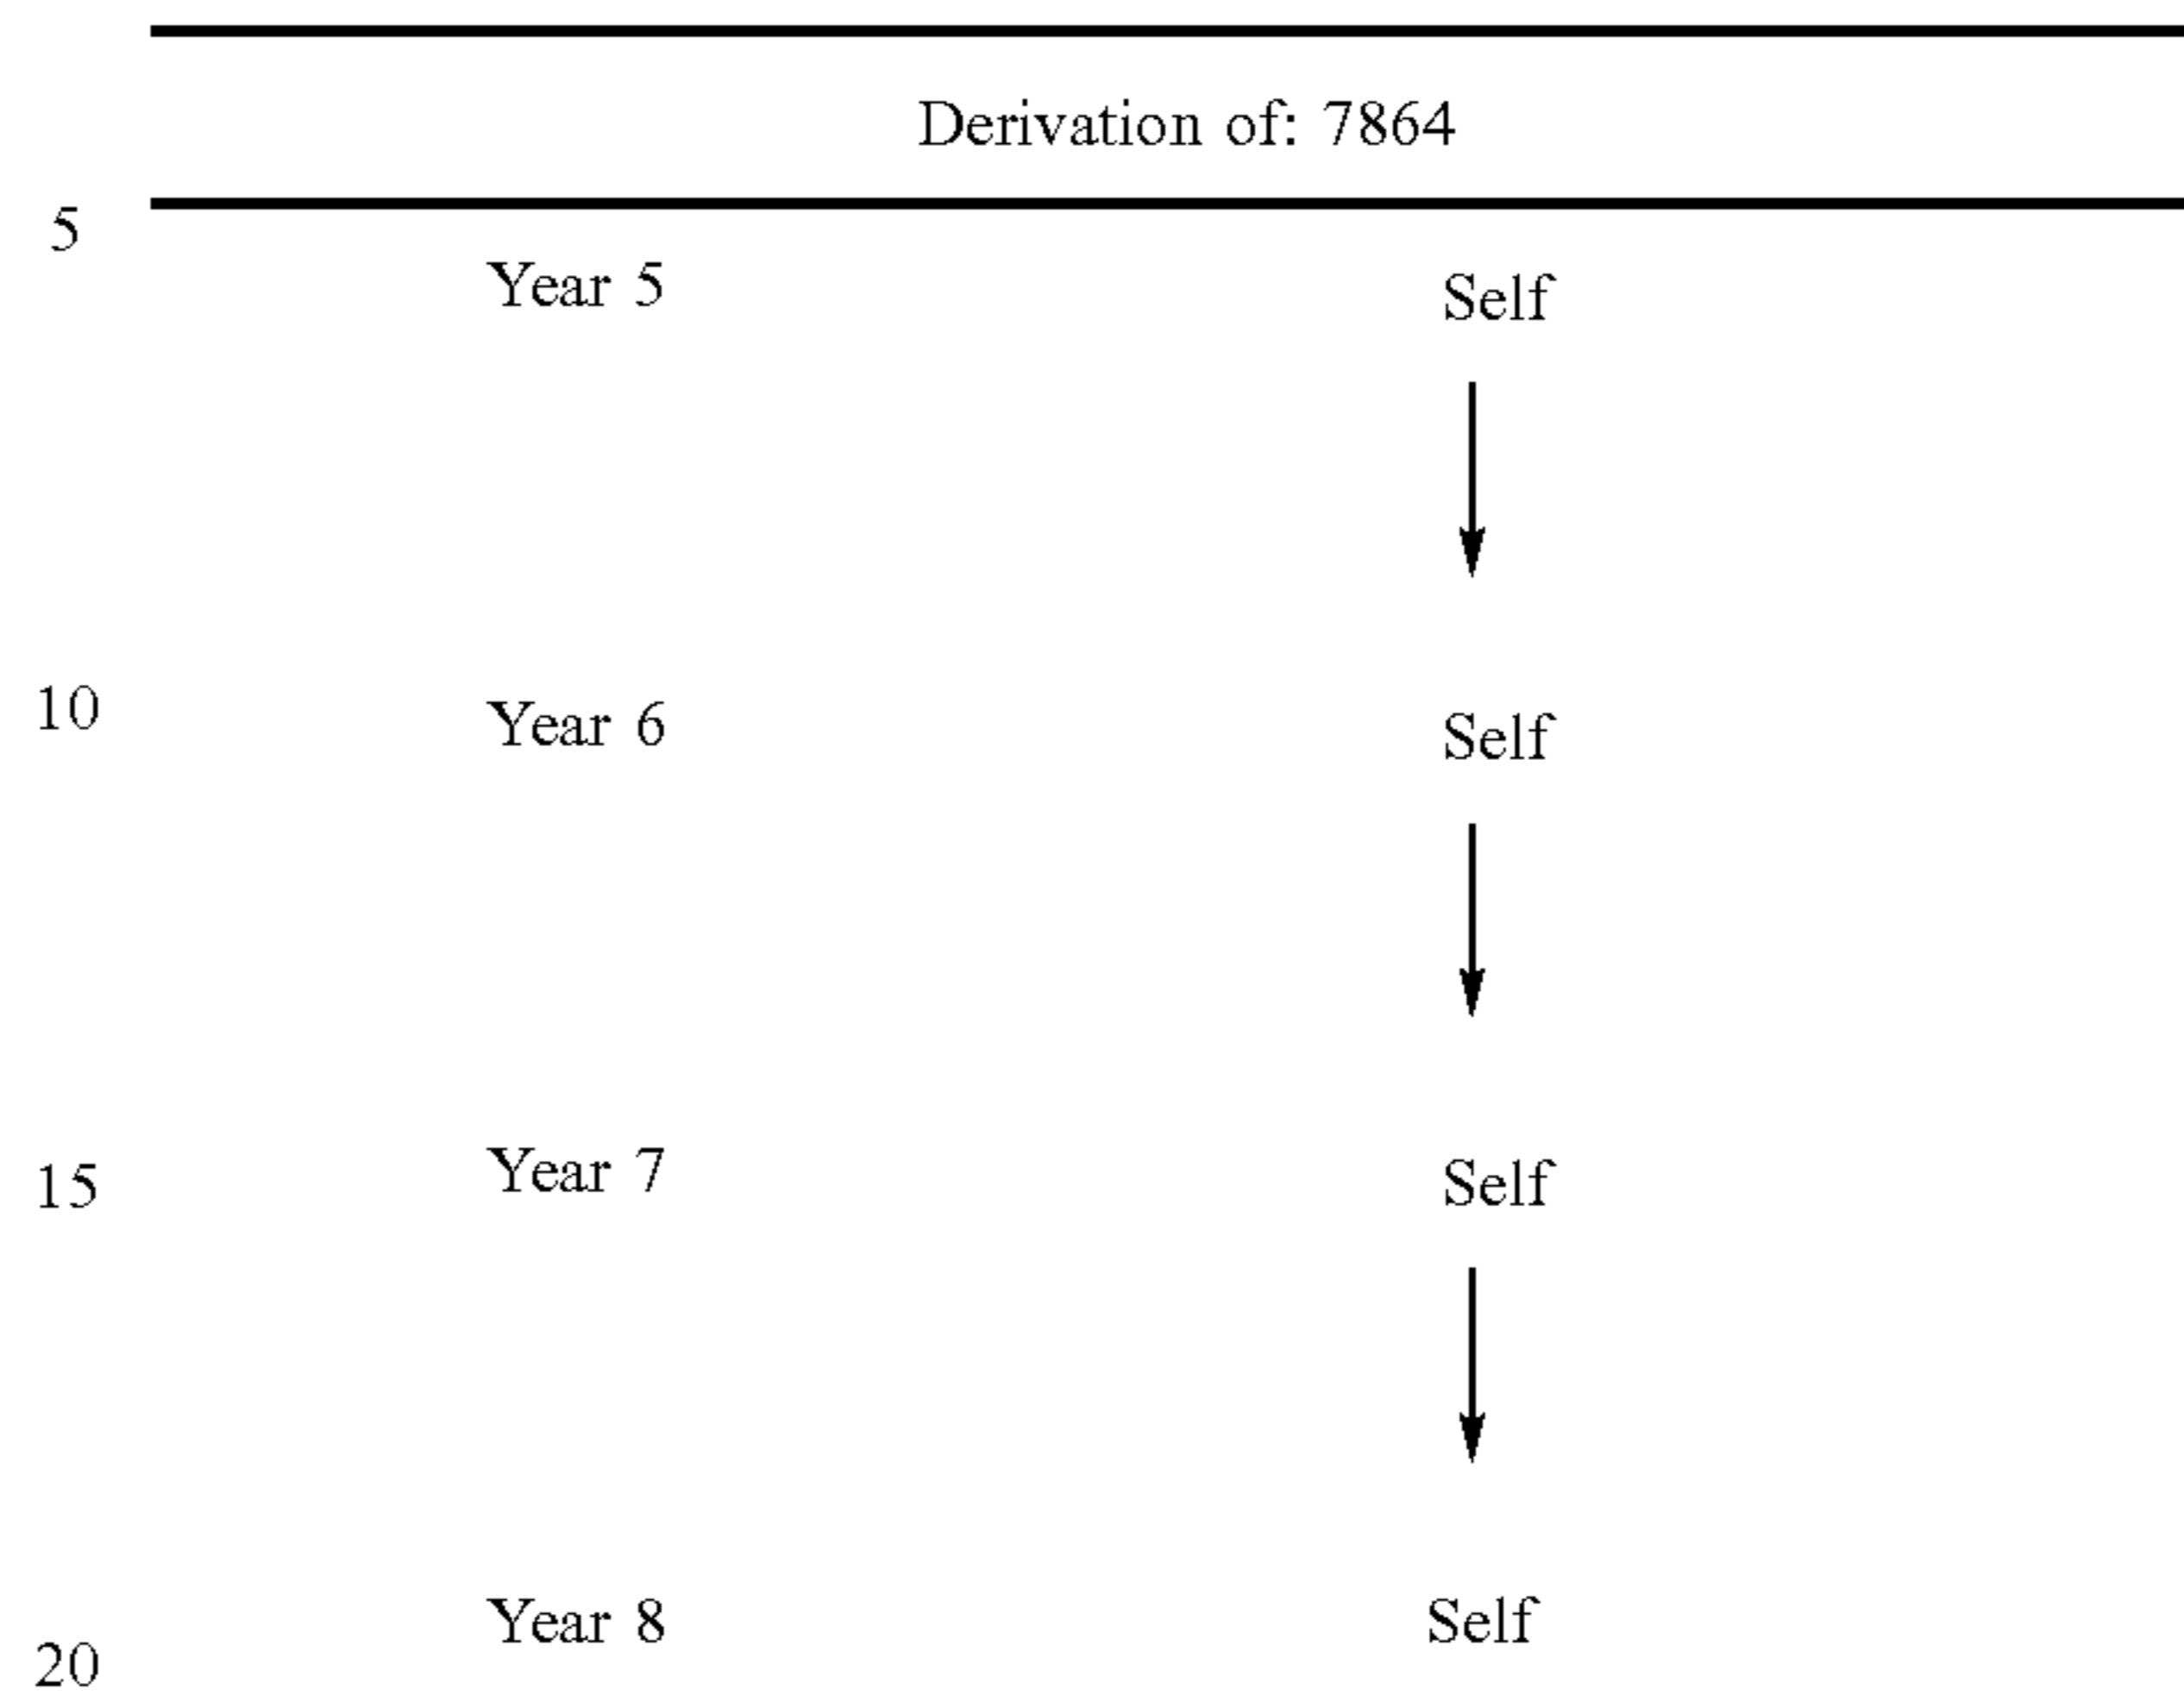 Derivation of: 7864
5
Year 5 Self
10 Year 6 Self
15 Year 7 Self
Year 8 Self
20